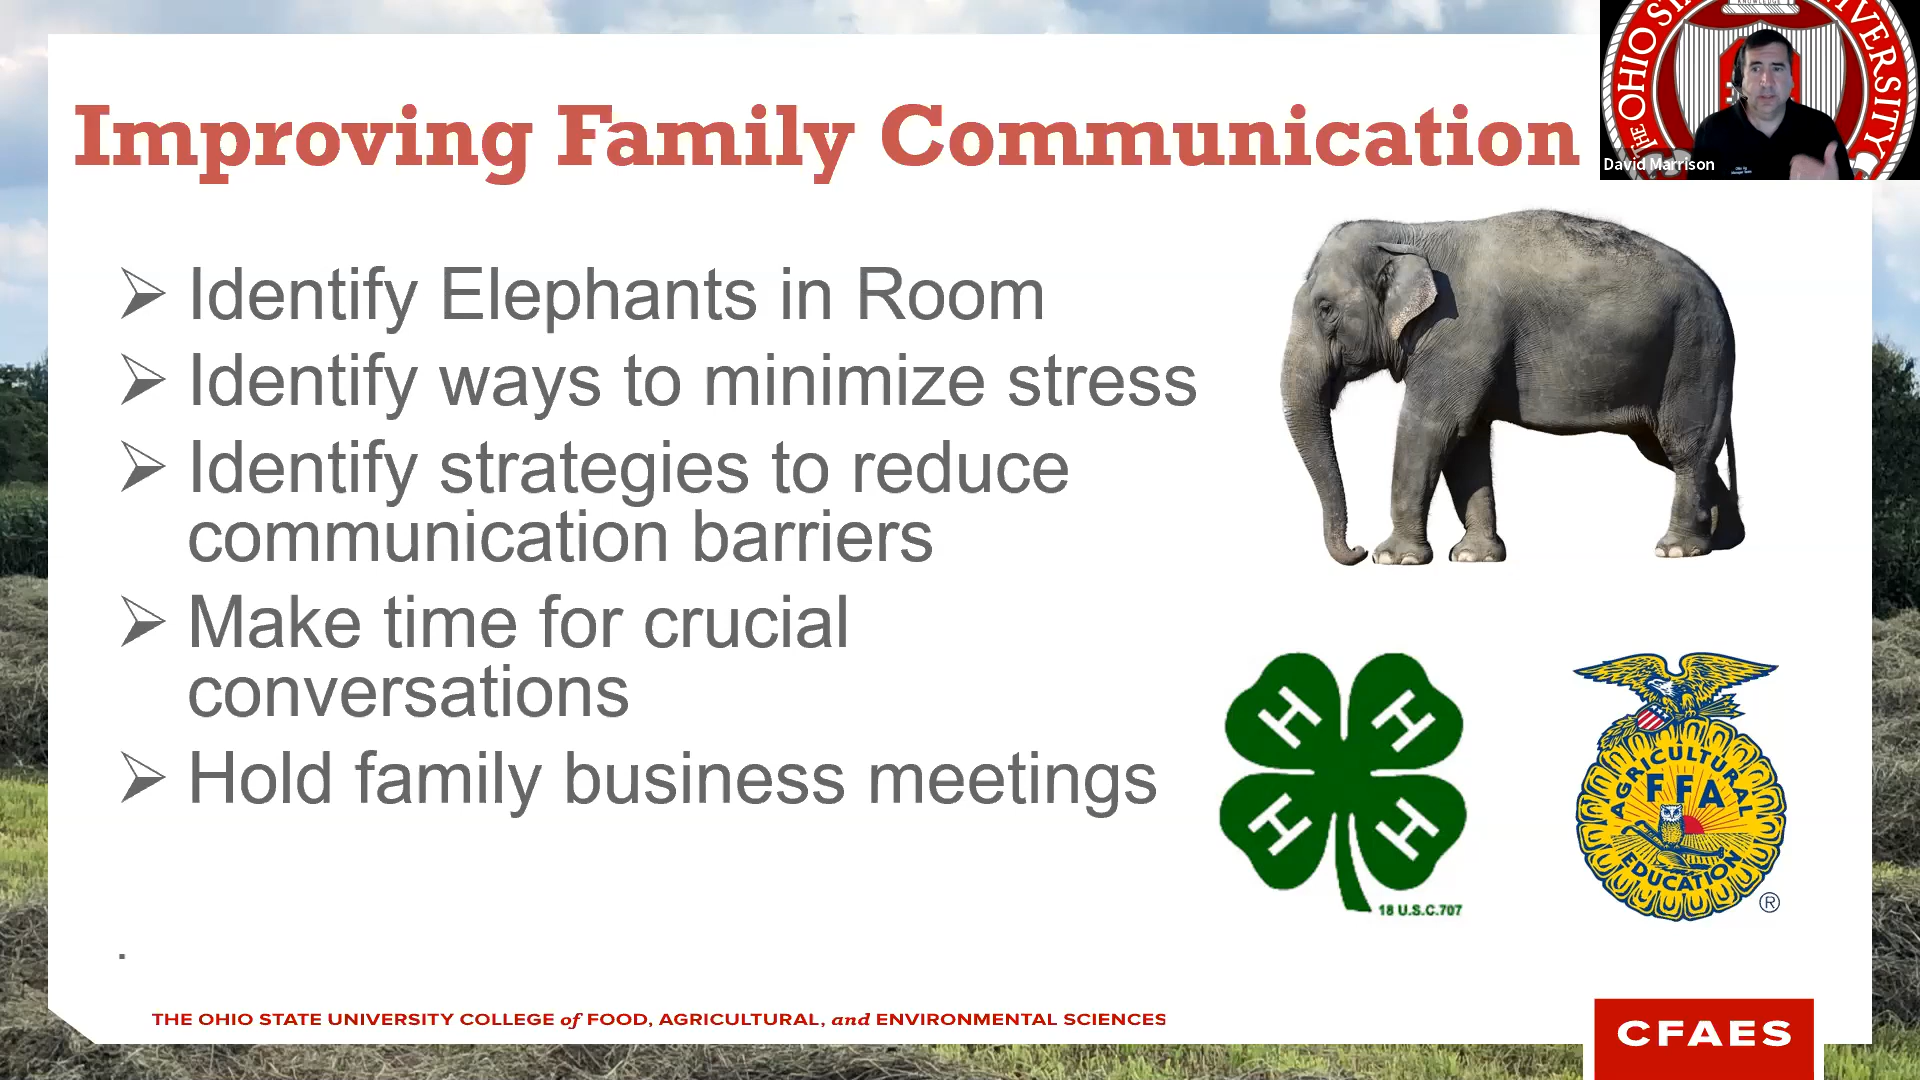 Improving Family Communication
THE OHIO STATE UNIVERSITY
David Marrison
➢ Identify Elephants in Room
➢ Identify ways to minimize stress
➢ Identify strategies to reduce
communication barriers
➢ Make time for crucial
conversations
➢ Hold family business meetings
H H
H H
18 U.S.C.707
AGRICULTURAL
FFA
EDUCATION
®
.
THE OHIO STATE UNIVERSITY COLLEGE of FOOD, AGRICULTURAL, and ENVIRONMENTAL SCIENCES
CFAES